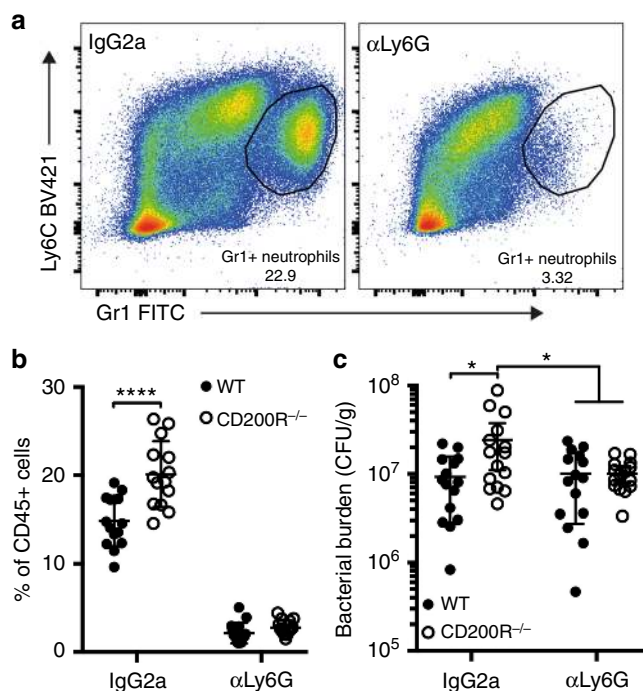 a
IgG2a
αLy6G
Ly6C BV421
Gr1+ neutrophils
22.9
Gr1+ neutrophils
3.32
Gr1 FITC
b
% of CD45+ cells
30
20
10
0
****
WT
CD200R–/–
IgG2a
αLy6G
c
Bacterial burden (CFU/g)
10⁸
10⁷
10⁶
10⁵
*
*
WT
CD200R–/–
IgG2a
αLy6G